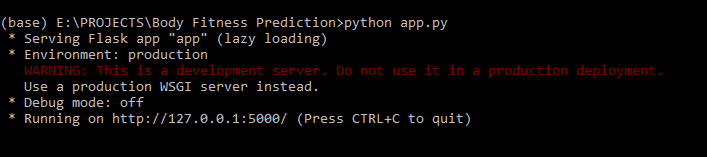 (base) E:\PROJECTS\Body Fitness Prediction>python app.py
* Serving Flask app "app" (lazy loading)
* Environment: production
WARNING: This is a development server. Do not use it in a production deployment.
Use a production WSGI server instead.
* Debug mode: off
* Running on http://127.0.0.1:5000/ (Press CTRL+C to quit)